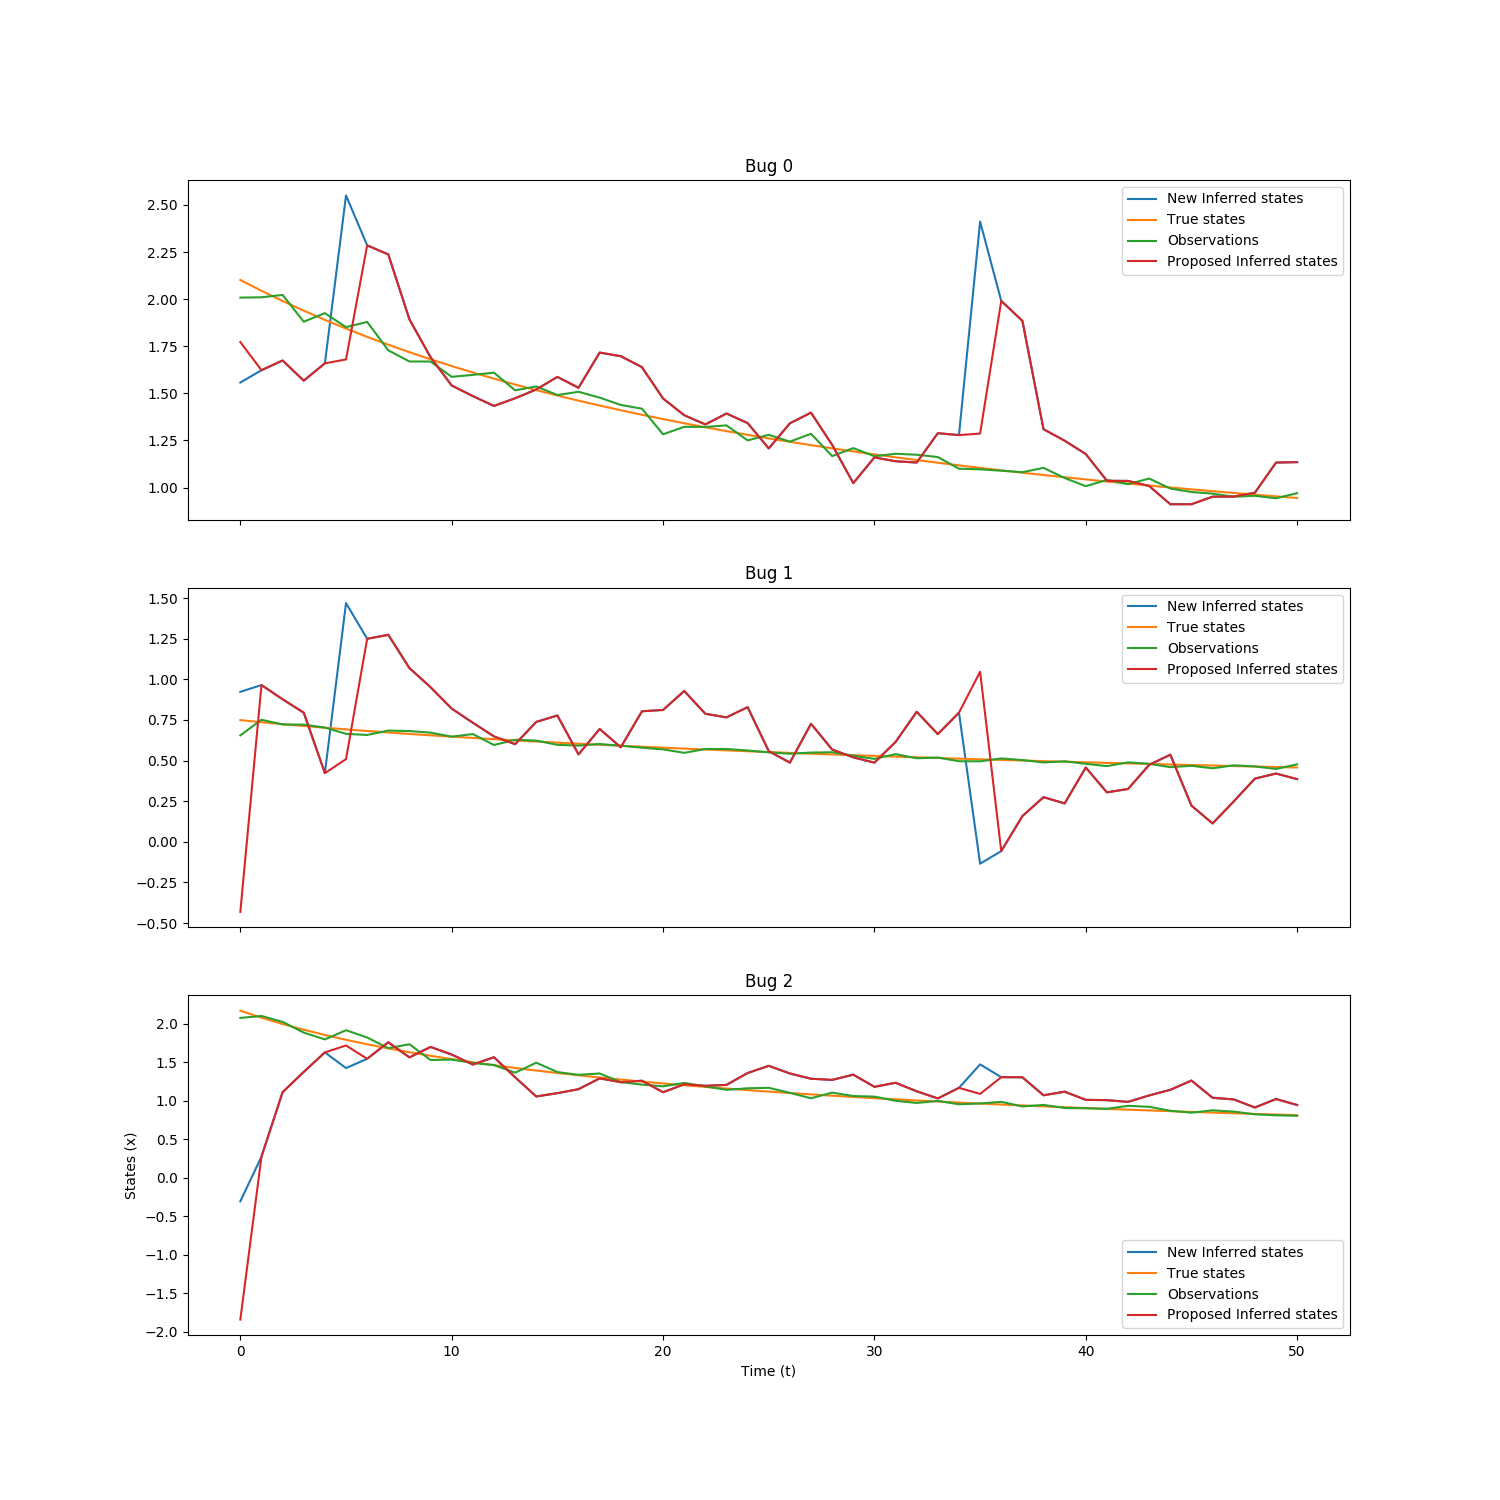 Bug 0
2.50
2.25
2.00
1.75
1.50
1.25
1.00
New Inferred states
True states
Observations
Proposed Inferred states
Bug 1
1.50
1.25
1.00
0.75
0.50
0.25
0.00
−0.25
−0.50
New Inferred states
True states
Observations
Proposed Inferred states
Bug 2
States (x)
2.0
1.5
1.0
0.5
0.0
−0.5
−1.0
−1.5
−2.0
New Inferred states
True states
Observations
Proposed Inferred states
0 10 20 30 40 50
Time (t)